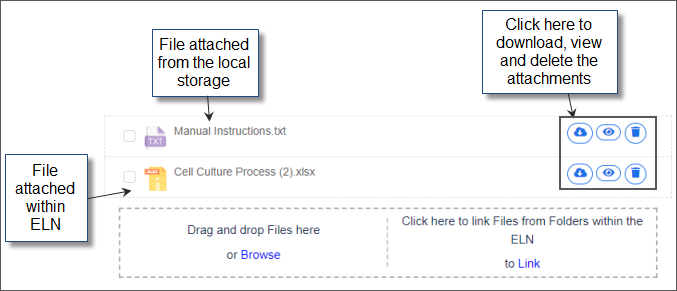 File attached
from the local
storage
Click here to
download, view
and delete the
attachments
TXT
Manual Instructions.txt
File
attached
within
ELN
Cell Culture Process (2).xlsx
Drag and drop Files here
or Browse
Click here to link Files from Folders within the
ELN
to Link